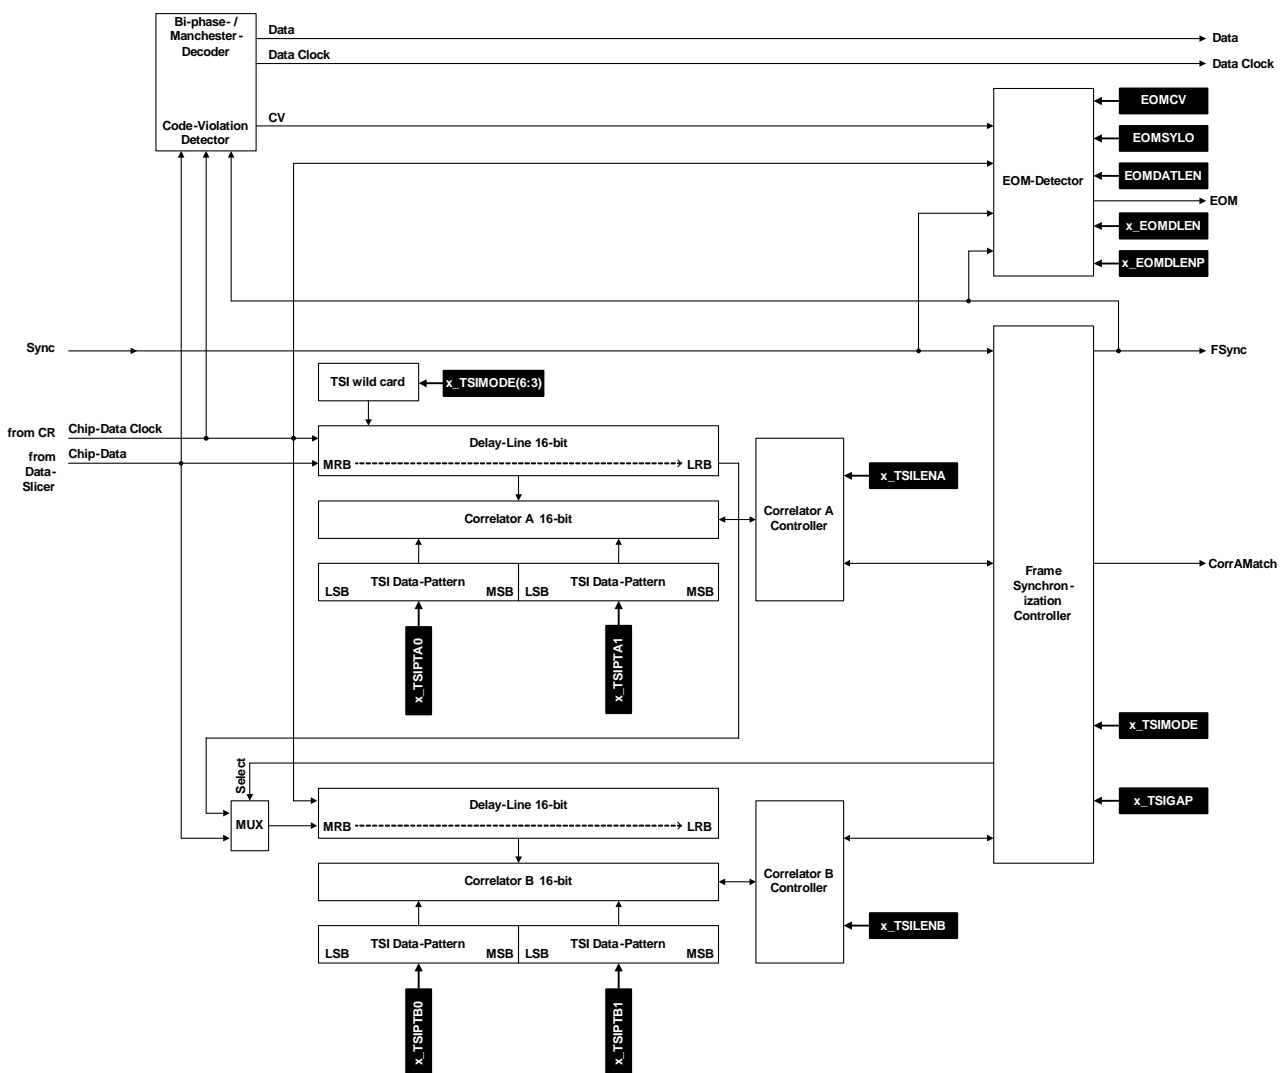 Bi-phase- /
Manchester-
Decoder
Data
Data
Data Clock
Data Clock
EOMCV
CV
Code-Violation
Detector
EOMSYLO
EOM-Detector
EOMDATLEN
EOM
x_EOMDLEN
x_EOMDLENP
Sync
FSync
TSI wild card
x_TSIMODE(6:3)
from CR
Chip-Data Clock
Delay-Line 16-bit
from
Data-
Slicer
Chip-Data
MRB
LRB
x_TSILENA
Correlator A 16-bit
Correlator A
Controller
CorrAMatch
Frame
Synchron-
ization
Controller
TSI Data-Pattern
LSB
MSB
TSI Data-Pattern
LSB
MSB
x_TSIPTA0
x_TSIPTA1
x_TSIMODE
Select
x_TSIGAP
MUX
Delay-Line 16-bit
MRB
LRB
Correlator B 16-bit
Correlator B
Controller
x_TSILENB
TSI Data-Pattern
LSB
MSB
TSI Data-Pattern
LSB
MSB
x_TSIPTB0
x_TSIPTB1